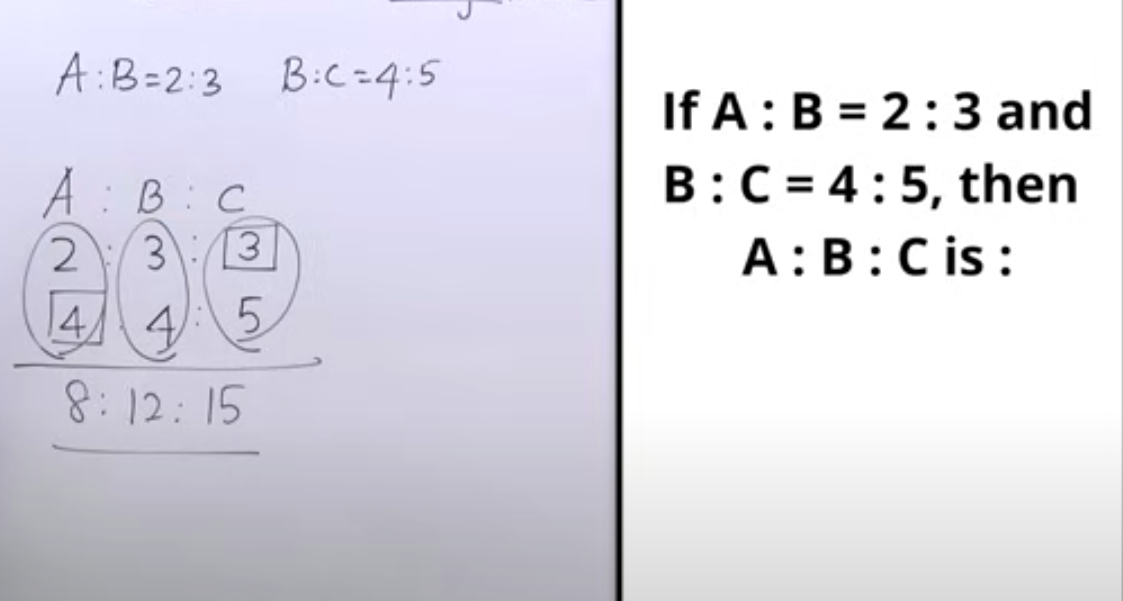 A:B=2:3 B:C=4:5
A : B : C
2 : 3 : 3
4 : 4 : 5
8: 12: 15
If A : B = 2 : 3 and
B : C = 4 : 5, then
A : B : C is :